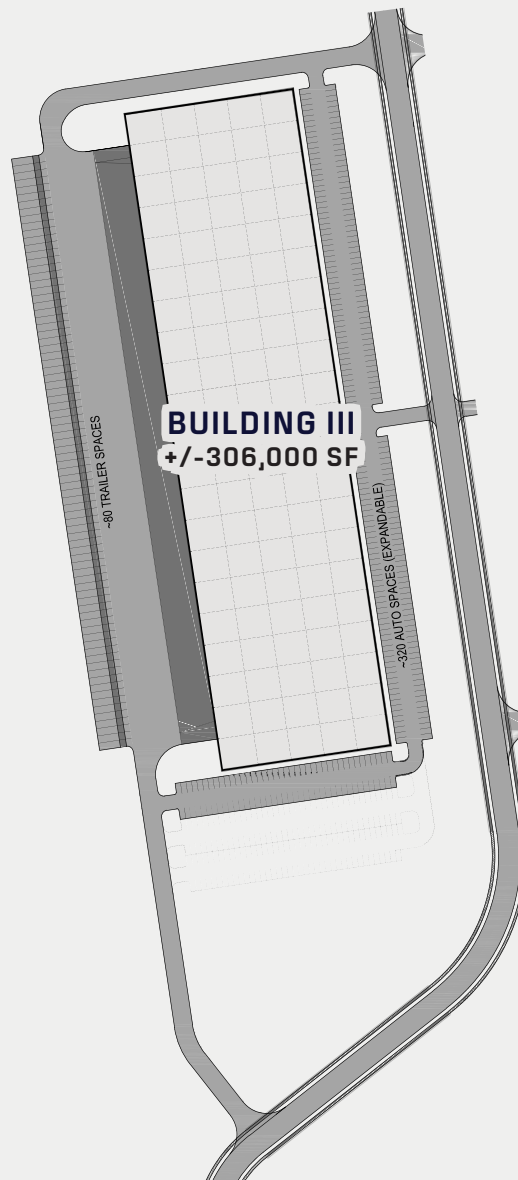 BUILDING III
+/-306,000 SF
~80 TRAILER SPACES
~320 AUTO SPACES (EXPANDABLE)